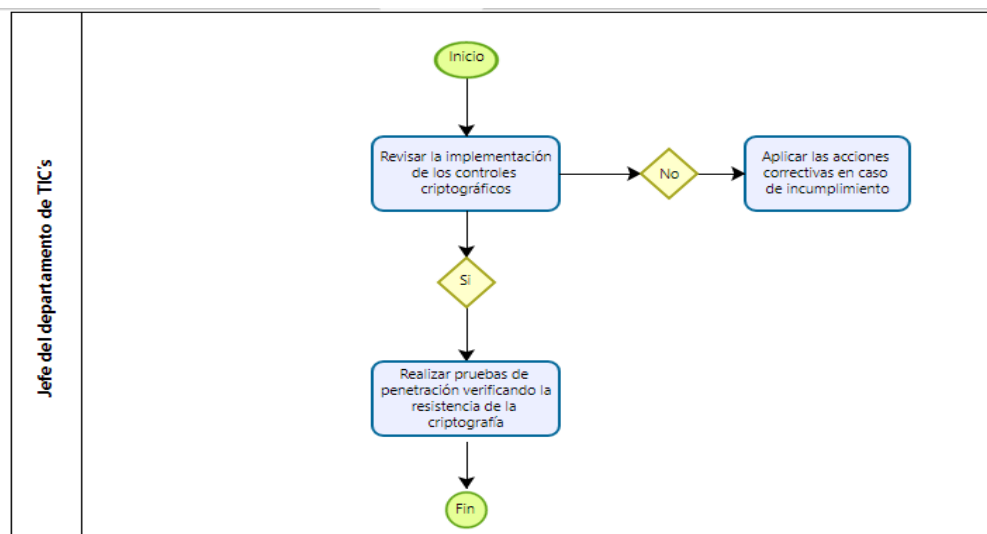 Jefe del departamento de TIC's
Inicio
Revisar la implementación
de los controles
criptográficos
No
Aplicar las acciones
correctivas en caso
de incumplimiento
Si
Realizar pruebas de
penetración verificando la
resistencia de la
criptografía
Fin